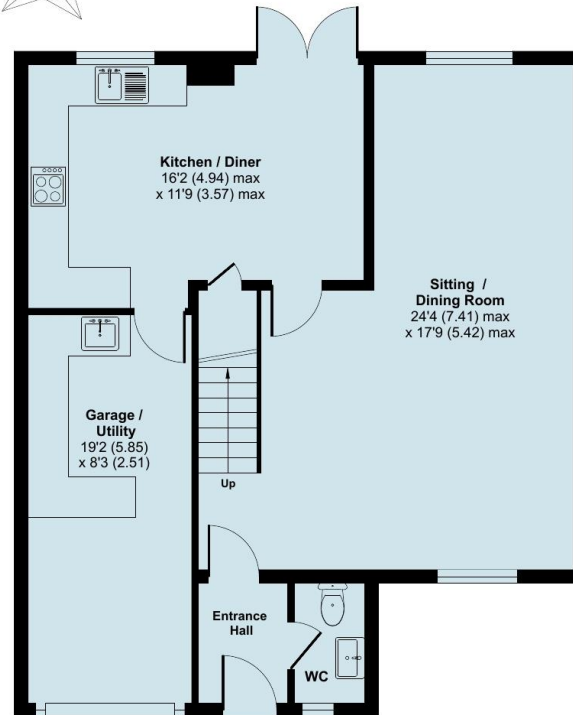 Kitchen / Diner
16'2 (4.94) max
x 11'9 (3.57) max
Sitting /
Dining Room
24'4 (7.41) max
x 17'9 (5.42) max
Garage /
Utility
19'2 (5.85)
x 8'3 (2.51)
Up
Entrance
Hall
WC